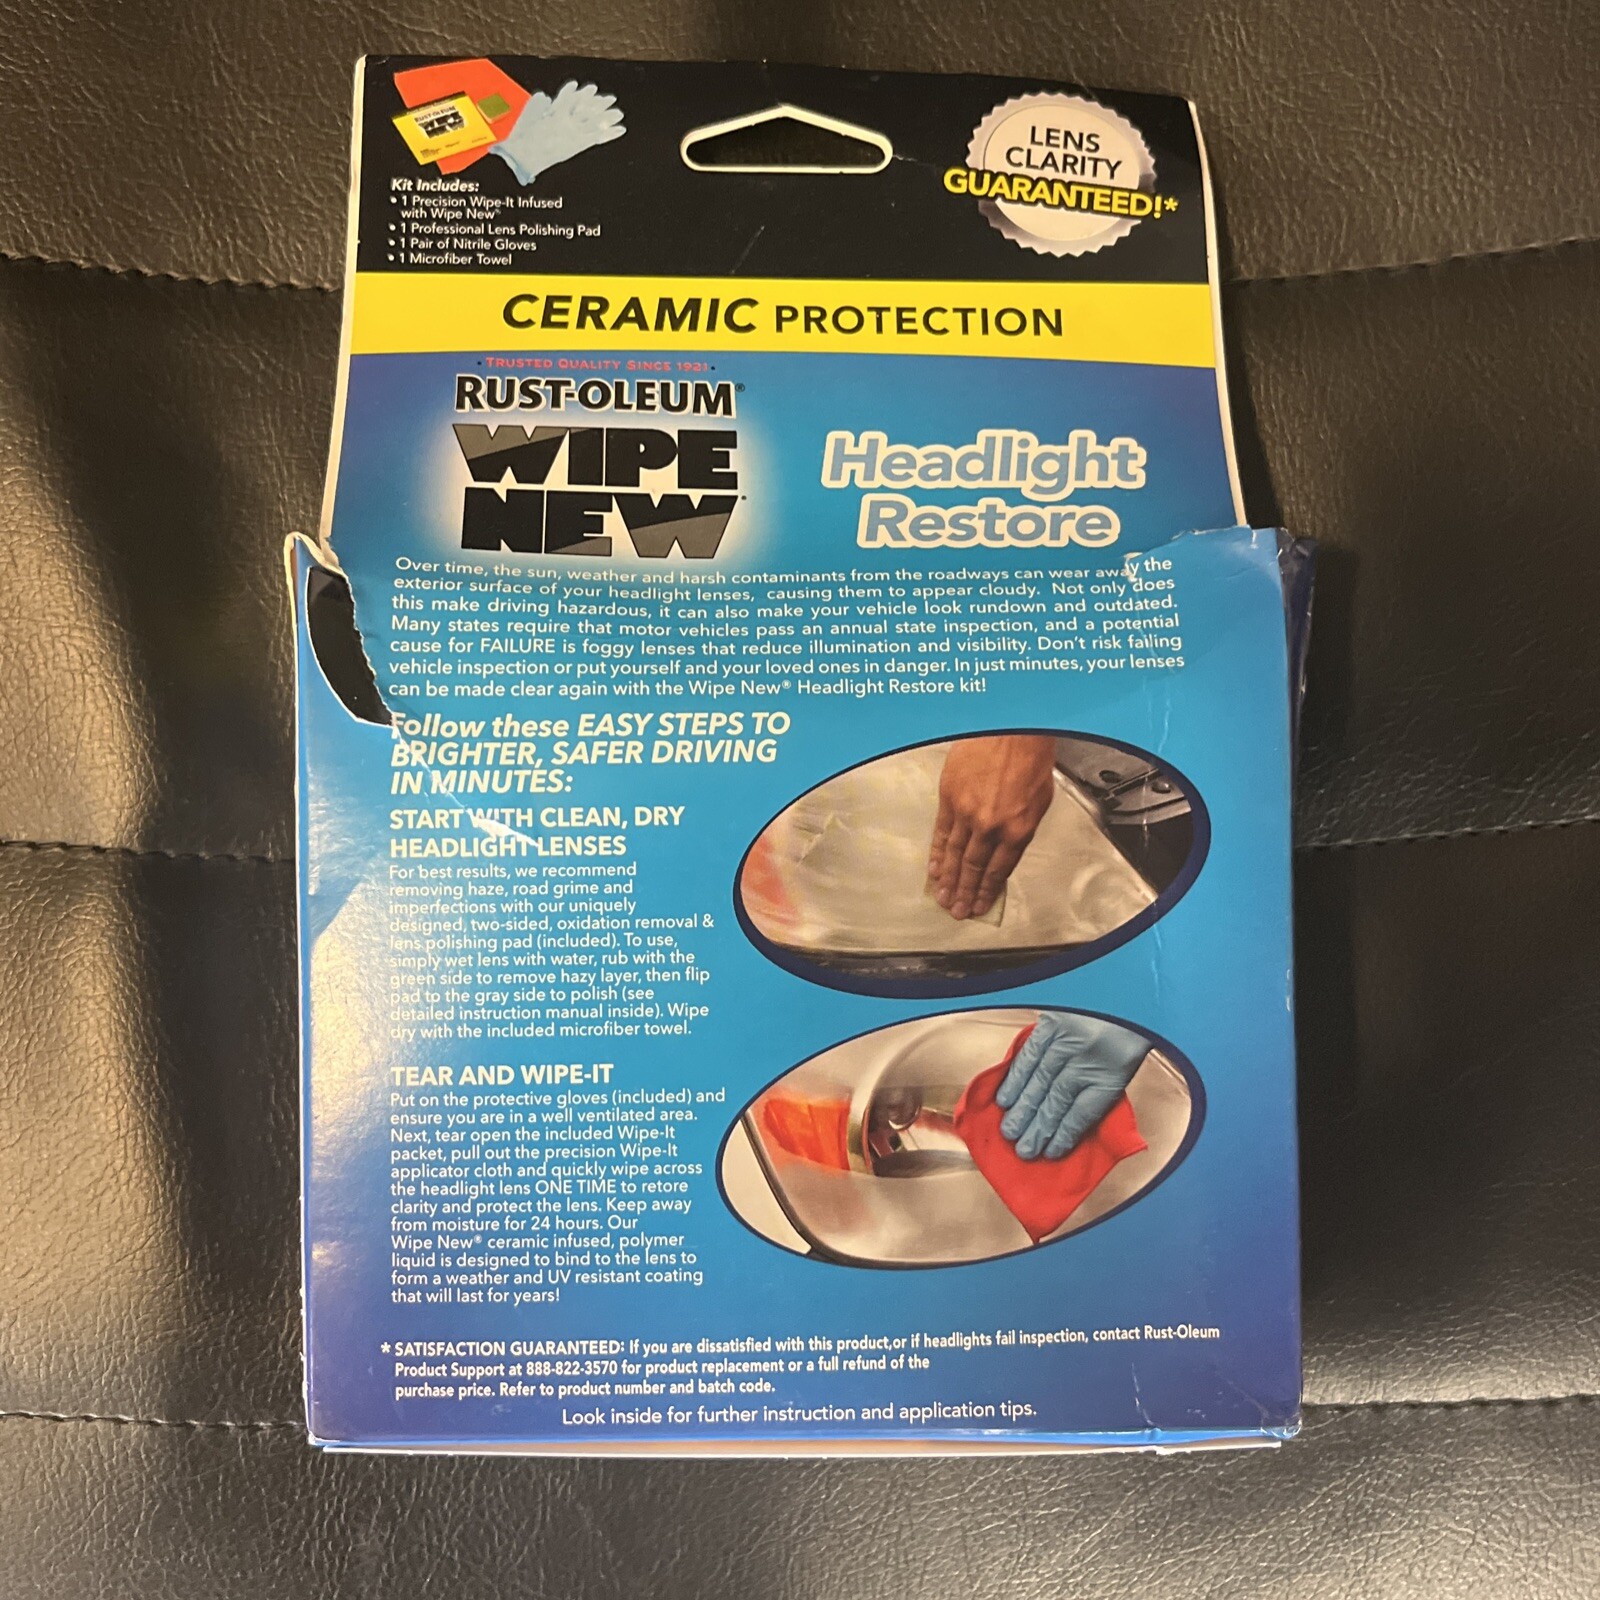 RUST-OLEUM
WIPE
NEW
Kit Includes:
• 1 Precision Wipe-It Infused
with Wipe New™
• 1 Professional Lens Polishing Pad
• 1 Pair of Nitrile Gloves
• 1 Microfiber Towel
LENS
CLARITY
GUARANTEED!*
CERAMIC PROTECTION
• TRUSTED QUALITY SINCE 1921 •
RUST-OLEUM®
WIPE
NEW
Headlight
Restore
Over time, the sun, weather and harsh contaminants from the roadways can wear away the
exterior surface of your headlight lenses, causing them to appear cloudy. Not only does
this make driving hazardous, it can also make your vehicle look rundown and outdated.
Many states require that motor vehicles pass an annual state inspection, and a potential
cause for FAILURE is foggy lenses that reduce illumination and visibility. Don't risk failing
vehicle inspection or put yourself and your loved ones in danger. In just minutes, your lenses
can be made clear again with the Wipe New® Headlight Restore kit!
Follow these EASY STEPS TO
BRIGHTER, SAFER DRIVING
IN MINUTES:
START WITH CLEAN, DRY
HEADLIGHT LENSES
For best results, we recommend
removing haze, road grime and
imperfections with our uniquely
designed, two-sided, oxidation removal &
lens polishing pad (included). To use,
simply wet lens with water, rub with the
green side to remove hazy layer, then flip
pad to the gray side to polish (see
detailed instruction manual inside). Wipe
dry with the included microfiber towel.
TEAR AND WIPE-IT
Put on the protective gloves (included) and
ensure you are in a well ventilated area.
Next, tear open the included Wipe-It
packet, pull out the precision Wipe-It
applicator cloth and quickly wipe across
the headlight lens ONE TIME to retore
clarity and protect the lens. Keep away
from moisture for 24 hours. Our
Wipe New® ceramic infused, polymer
liquid is designed to bind to the lens to
form a weather and UV resistant coating
that will last for years!
* SATISFACTION GUARANTEED: If you are dissatisfied with this product,or if headlights fail inspection, contact Rust-Oleum
Product Support at 888-822-3570 for product replacement or a full refund of the
purchase price. Refer to product number and batch code.
Look inside for further instruction and application tips.